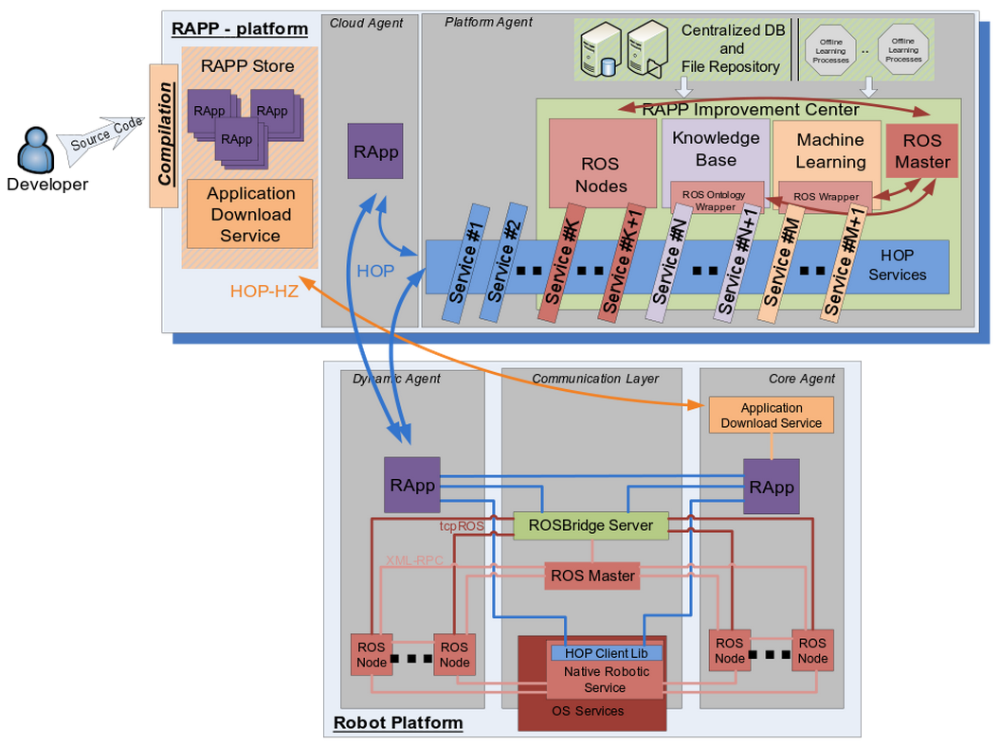 RAPP - platform
Cloud Agent
Platform Agent
RAPP Store
RApp
RApp
RApp
Application
Download
Service
Compilation
Source Code
Developer
RApp
HOP
HOP-HZ
Centralized DB
and
File Repository
Offline
Learning
Processes
..
Offline
Learning
Processes
RAPP Improvement Center
ROS
Nodes
Knowledge
Base
ROS Ontology
Wrapper
Machine
Learning
ROS Wrapper
ROS
Master
Service #1
Service #2
Service #K
Service #K+1
Service #N
Service #N+1
Service #M
Service #M+1
HOP
Services
Dynamic Agent
Communication Layer
Core Agent
Application
Download Service
RApp
RApp
ROSBridge Server
tcpROS
XML-RPC
ROS Master
ROS
Node
ROS
Node
ROS
Node
ROS
Node
HOP Client Lib
Native Robotic
Service
OS Services
Robot Platform